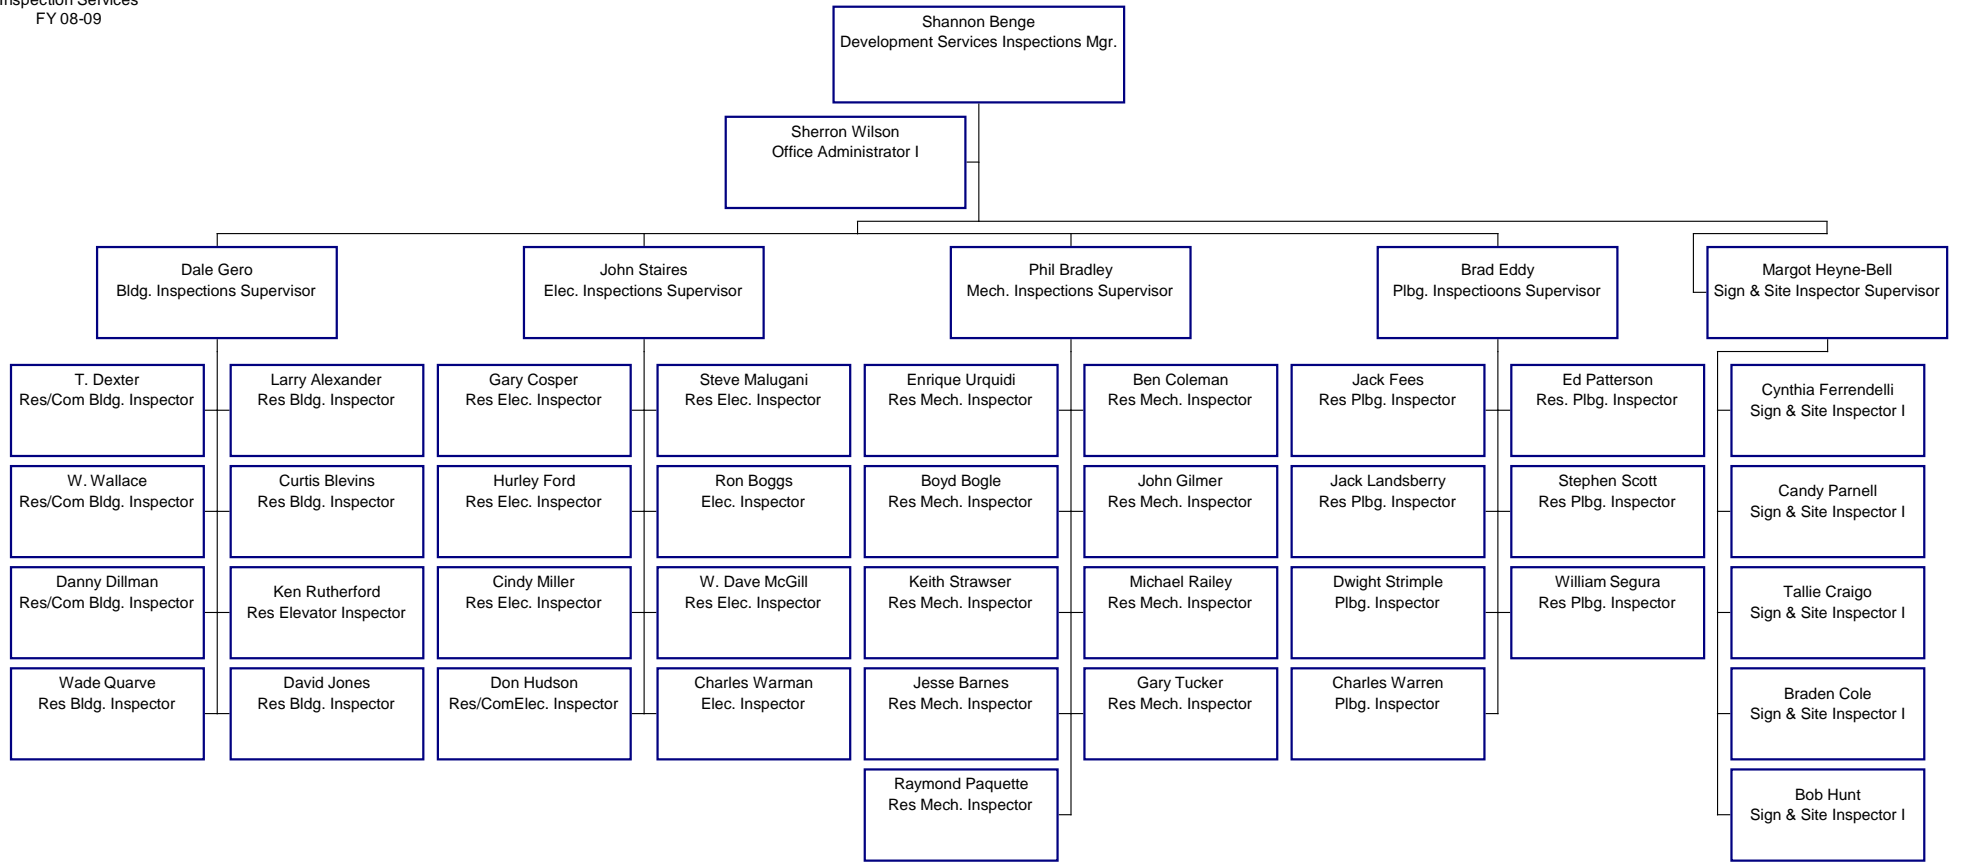 Inspection Services
FY 08-09
Shannon Benge
Development Services Inspections Mgr.
Sherron Wilson
Office Administrator I
Dale Gero
Bldg. Inspections Supervisor
John Staires
Elec. Inspections Supervisor
Phil Bradley
Mech. Inspections Supervisor
Brad Eddy
Plbg. Inspectioons Supervisor
Margot Heyne-Bell
Sign & Site Inspector Supervisor
T. Dexter
Res/Com Bldg. Inspector
Larry Alexander
Res Bldg. Inspector
Gary Cosper
Res Elec. Inspector
Steve Malugani
Res Elec. Inspector
Enrique Urquidi
Res Mech. Inspector
Ben Coleman
Res Mech. Inspector
Jack Fees
Res Plbg. Inspector
Ed Patterson
Res. Plbg. Inspector
Cynthia Ferrendelli
Sign & Site Inspector I
W. Wallace
Res/Com Bldg. Inspector
Curtis Blevins
Res Bldg. Inspector
Hurley Ford
Res Elec. Inspector
Ron Boggs
Elec. Inspector
Boyd Bogle
Res Mech. Inspector
John Gilmer
Res Mech. Inspector
Jack Landsberry
Res Plbg. Inspector
Stephen Scott
Res Plbg. Inspector
Candy Parnell
Sign & Site Inspector I
Danny Dillman
Res/Com Bldg. Inspector
Ken Rutherford
Res Elevator Inspector
Cindy Miller
Res Elec. Inspector
W. Dave McGill
Res Elec. Inspector
Keith Strawser
Res Mech. Inspector
Michael Railey
Res Mech. Inspector
Dwight Strimple
Plbg. Inspector
William Segura
Res Plbg. Inspector
Tallie Craigo
Sign & Site Inspector I
Wade Quarve
Res Bldg. Inspector
David Jones
Res Bldg. Inspector
Don Hudson
Res/ComElec. Inspector
Charles Warman
Elec. Inspector
Jesse Barnes
Res Mech. Inspector
Gary Tucker
Res Mech. Inspector
Charles Warren
Plbg. Inspector
Braden Cole
Sign & Site Inspector I
Raymond Paquette
Res Mech. Inspector
Bob Hunt
Sign & Site Inspector I